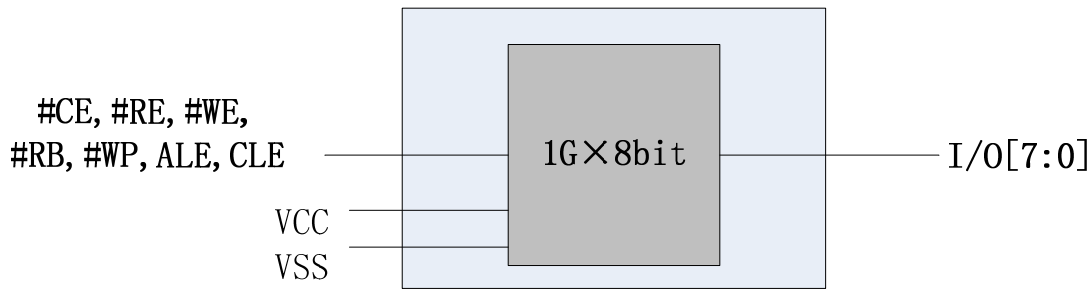 #CE, #RE, #WE,
#RB, #WP, ALE, CLE
1G×8bit
I/O[7:0]
VCC
VSS